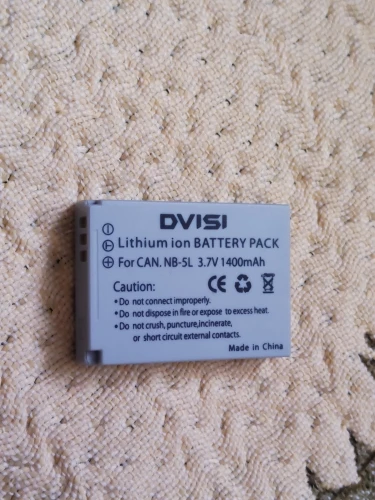 DVISI
Lithium ion BATTERY PACK
For CAN. NB-5L 3.7V 1400mAh
Caution:
CE
•Do not connect improperly.
•Do not dispose in fire or expose to excess heat.
•Do not crush, puncture,incinerate,
or short circuit external contacts.
Made in China